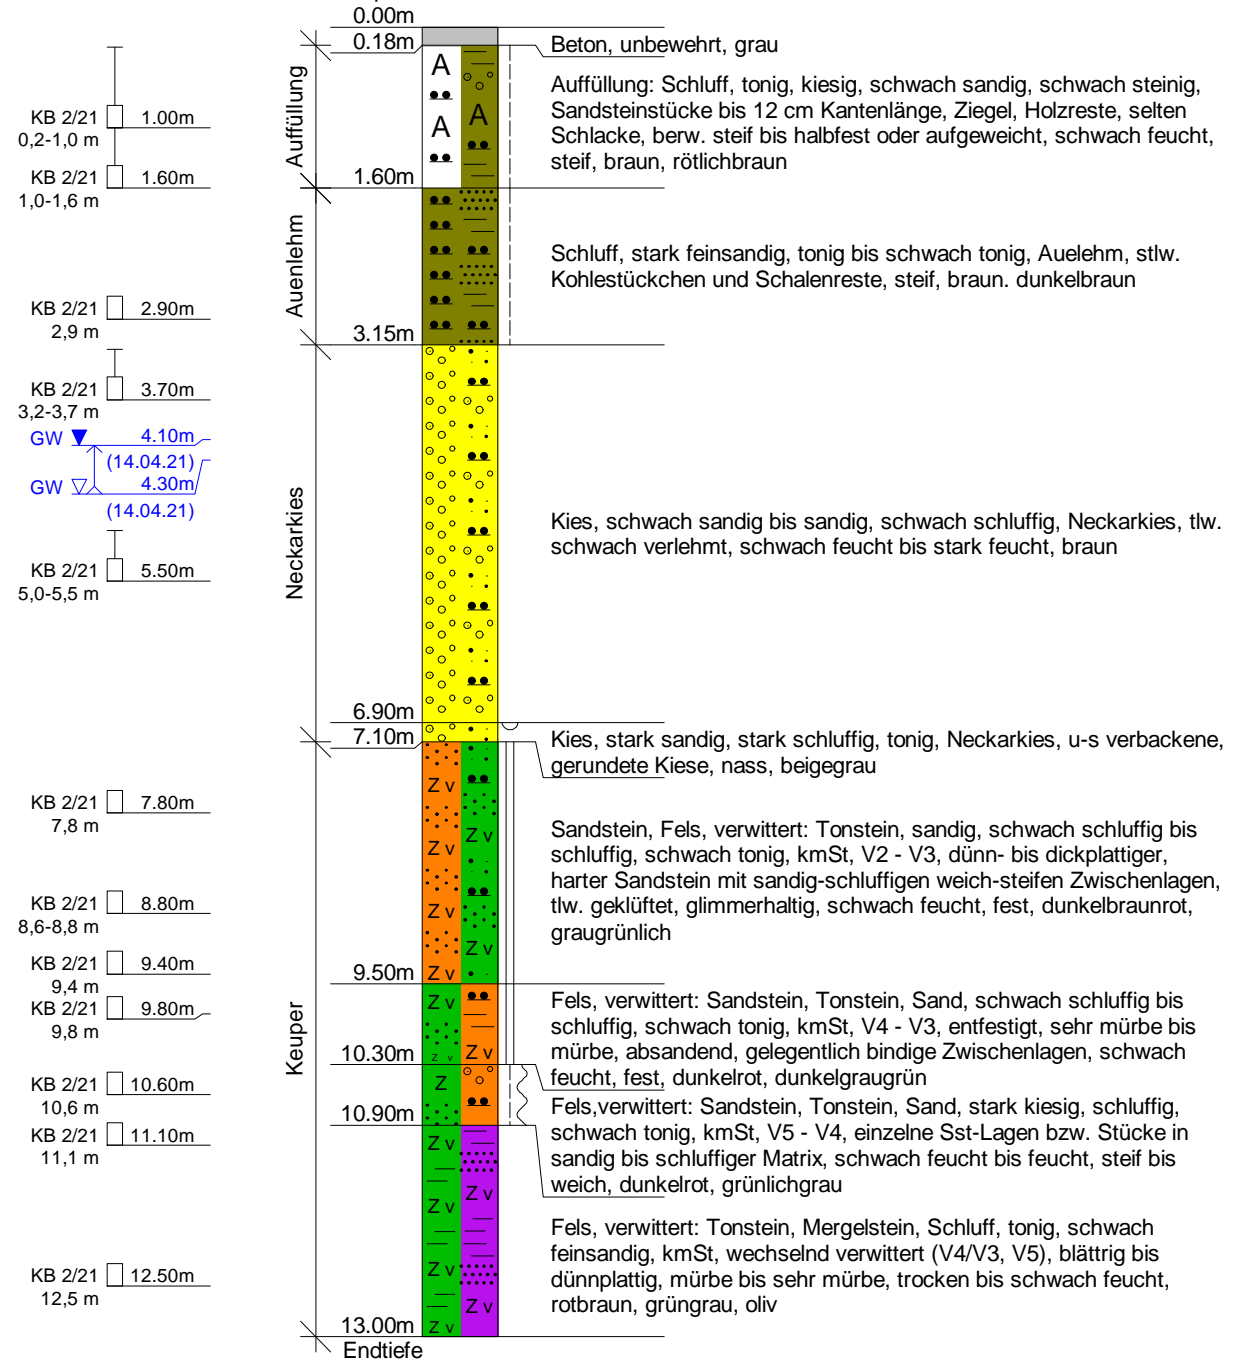 0.00m
0.18m
Beton, unbewehrt, grau
Auffüllung
A
A
A
Auffüllung: Schluff, tonig, kiesig, schwach sandig, schwach steinig,
Sandsteinstücke bis 12 cm Kantenlänge, Ziegel, Holzreste, selten
Schlacke, berw. steif bis halbfest oder aufgeweicht, schwach feucht,
steif, braun, rötlichbraun
KB 2/21 1.00m
0,2-1,0 m
KB 2/21 1.60m
1,0-1,6 m
1.60m
Auenlehm
Schluff, stark feinsandig, tonig bis schwach tonig, Auelehm, stlw.
Kohlestückchen und Schalenreste, steif, braun. dunkelbraun
KB 2/21 2.90m
2,9 m
3.15m
KB 2/21 3.70m
3,2-3,7 m
GW 4.10m
(14.04.21)
GW 4.30m
(14.04.21)
Neckarkies
Kies, schwach sandig bis sandig, schwach schluffig, Neckarkies, tlw.
schwach verlehmt, schwach feucht bis stark feucht, braun
KB 2/21 5.50m
5,0-5,5 m
6.90m
7.10m
Kies, stark sandig, stark schluffig, tonig, Neckarkies, u-s verbackene,
gerundete Kiese, nass, beigegrau
Keuper
Z v
Z v
Z v
Z v
Z v
Z v
KB 2/21 7.80m
7,8 m
Sandstein, Fels, verwittert: Tonstein, sandig, schwach schluffig bis
schluffig, schwach tonig, kmSt, V2 - V3, dünn- bis dickplattiger,
harter Sandstein mit sandig-schluffigen weich-steifen Zwischenlagen,
tlw. geklüftet, glimmerhaltig, schwach feucht, fest, dunkelbraunrot,
graugrünlich
KB 2/21 8.80m
8,6-8,8 m
KB 2/21 9.40m
9,4 m
9.50m
KB 2/21 9.80m
9,8 m
Z v
z v
Z v
Fels, verwittert: Sandstein, Tonstein, Sand, schwach schluffig bis
schluffig, schwach tonig, kmSt, V4 - V3, entfestigt, sehr mürbe bis
mürbe, absandend, gelegentlich bindige Zwischenlagen, schwach
feucht, fest, dunkelrot, dunkelgraugrün
10.30m
KB 2/21 10.60m
10,6 m
Z
10.90m
Fels,verwittert: Sandstein, Tonstein, Sand, stark kiesig, schluffig,
schwach tonig, kmSt, V5 - V4, einzelne Sst-Lagen bzw. Stücke in
sandig bis schluffiger Matrix, schwach feucht bis feucht, steif bis
weich, dunkelrot, grünlichgrau
KB 2/21 11.10m
11,1 m
Z v
Z v
Z v
Z v
Z v
Z v
Fels, verwittert: Tonstein, Mergelstein, Schluff, tonig, schwach
feinsandig, kmSt, wechselnd verwittert (V4/V3, V5), blättrig bis
dünnplattig, mürbe bis sehr mürbe, trocken bis schwach feucht,
rotbraun, grüngrau, oliv
KB 2/21 12.50m
12,5 m
13.00m
Endtiefe